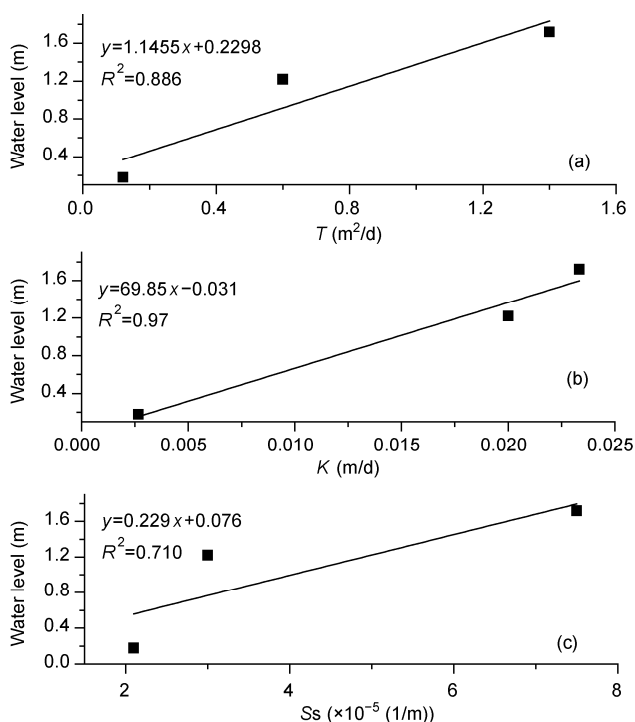 y=1.1455x+0.2298
R²=0.886
Water level (m)
1.6
1.2
0.8
0.4
(a)
0.0 0.4 0.8 1.2 1.6
T (m²/d)
y=69.85x−0.031
R²=0.97
Water level (m)
1.6
1.2
0.8
0.4
(b)
0.000 0.005 0.010 0.015 0.020 0.025
K (m/d)
y=0.229x+0.076
R²=0.710
Water level (m)
1.6
1.2
0.8
0.4
0.0
(c)
2 4 6 8
Ss (×10⁻⁵ (1/m))